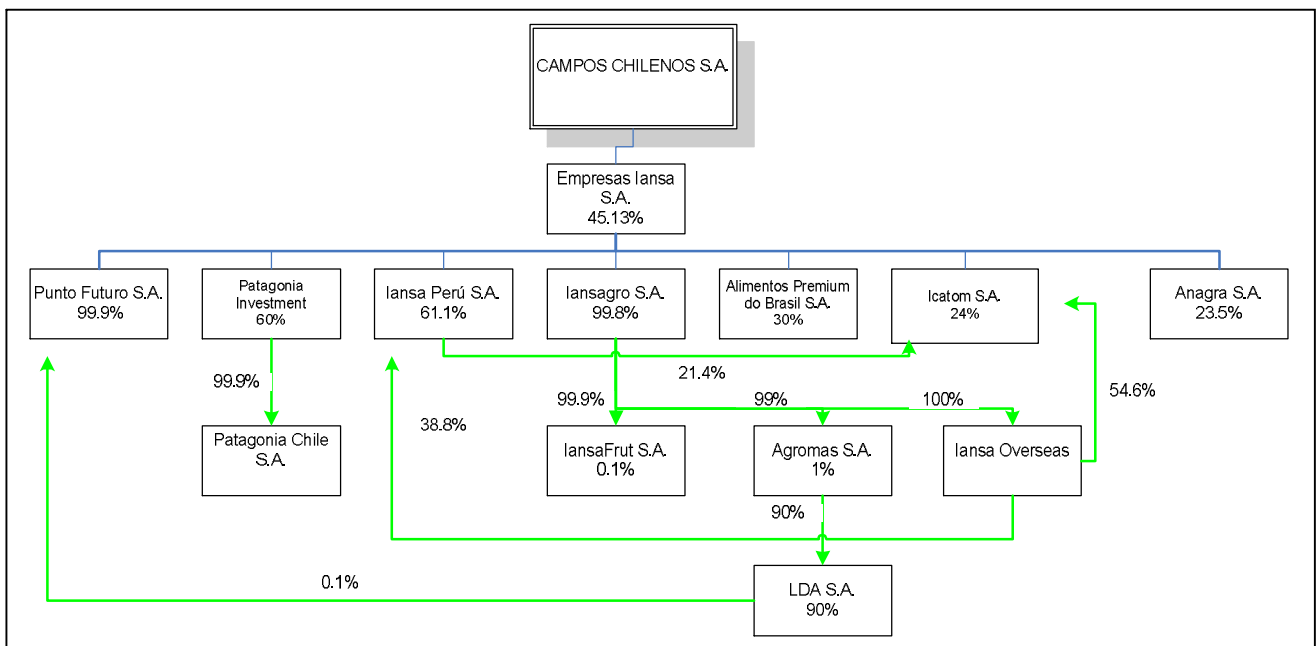 CAMPOS CHILENOS S.A.
Empresas Iansa
S.A.
45.13%
Punto Futuro S.A.
99.9%
Patagonia
Investment
60%
Iansa Perú S.A.
61.1%
Iansagro S.A.
99.8%
Alimentos Premium
do Brasil S.A.
30%
Icatom S.A.
24%
Anagra S.A.
23.5%
99.9%
21.4%
38.8%
99.9%
99%
100%
54.6%
Patagonia Chile
S.A.
IansaFrut S.A.
0.1%
Agromas S.A.
1%
Iansa Overseas
90%
0.1%
LDA S.A.
90%